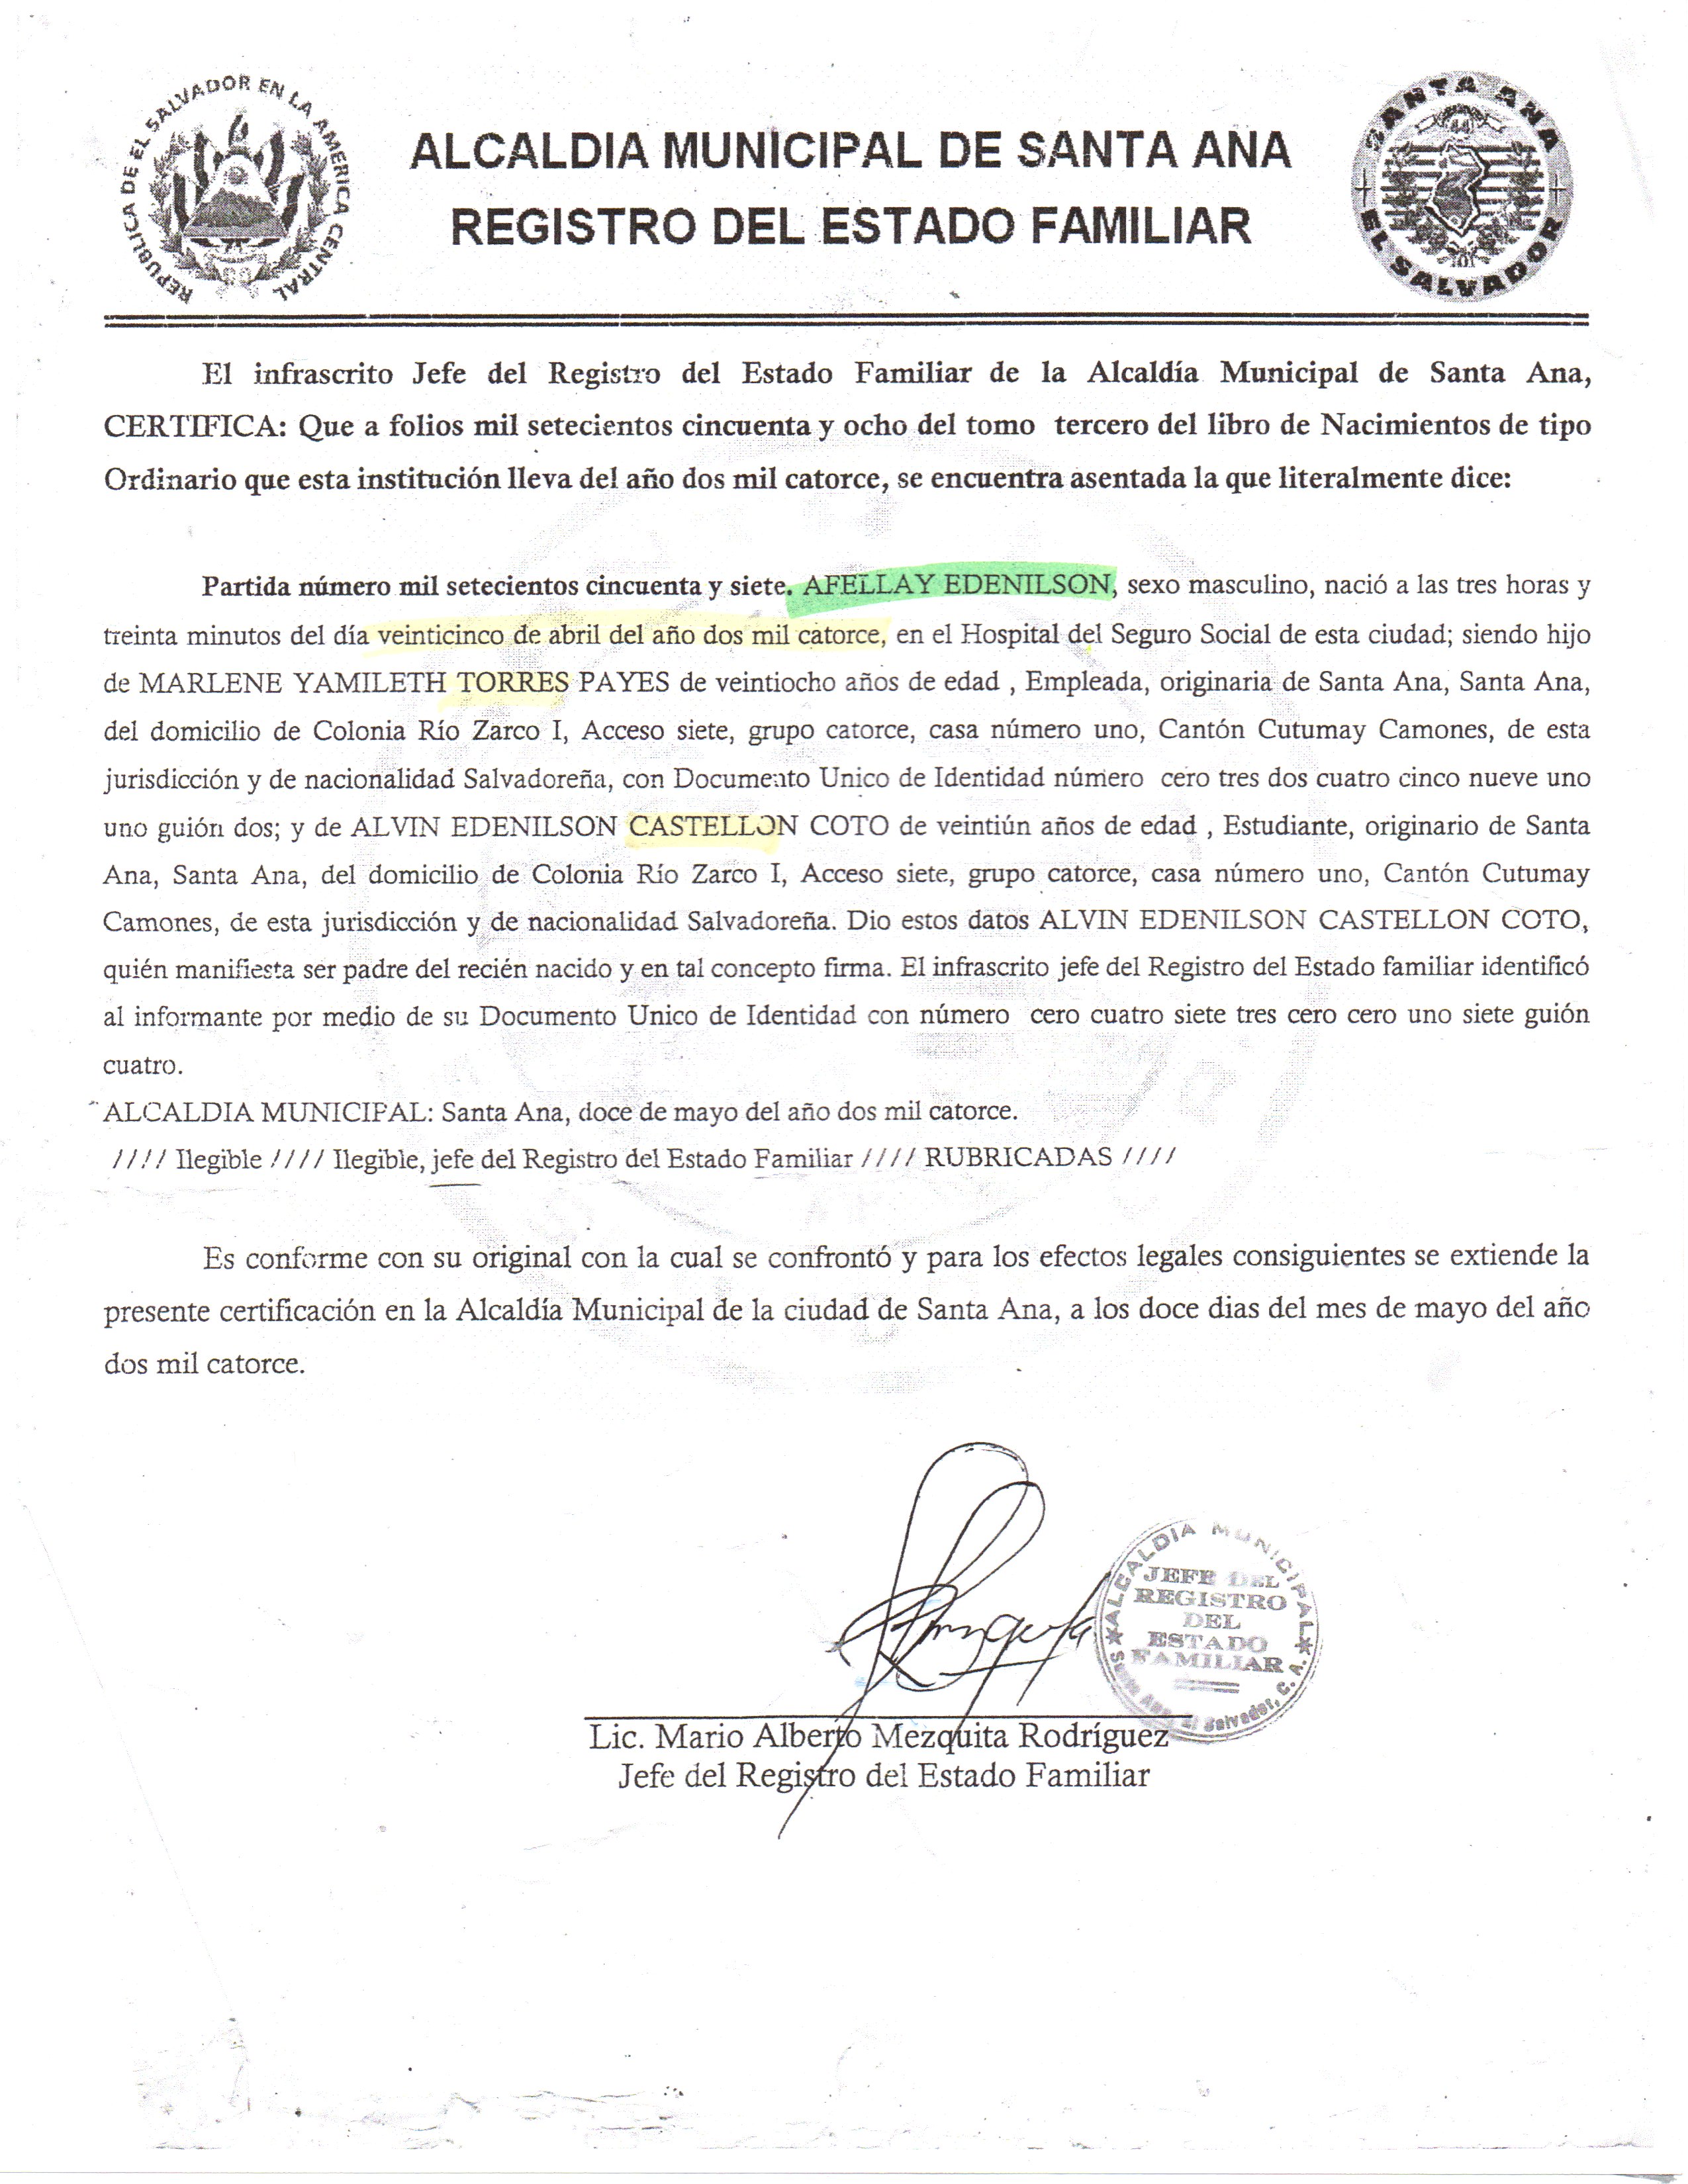 REPUBLICA DE EL SALVADOR EN LA AMERICA CENTRAL
SANTA ANA
EL SALVADOR
ALCALDIA MUNICIPAL DE SANTA ANA
REGISTRO DEL ESTADO FAMILIAR
El infrascrito Jefe del Registro del Estado Familiar de la Alcaldía Municipal de Santa Ana,
CERTIFICA: Que a folios mil setecientos cincuenta y ocho del tomo tercero del libro de Nacimientos de tipo
Ordinario que esta institución lleva del año dos mil catorce, se encuentra asentada la que literalmente dice:
Partida número mil setecientos cincuenta y siete. AFELLAY EDENILSON, sexo masculino, nació a las tres horas y
treinta minutos del día veinticinco de abril del año dos mil catorce, en el Hospital del Seguro Social de esta ciudad; siendo hijo
de MARLENE YAMILETH TORRES PAYES de veintiocho años de edad , Empleada, originaria de Santa Ana, Santa Ana,
del domicilio de Colonia Río Zarco I, Acceso siete, grupo catorce, casa número uno, Cantón Cutumay Camones, de esta
jurisdicción y de nacionalidad Salvadoreña, con Documento Unico de Identidad número cero tres dos cuatro cinco nueve uno
uno guión dos; y de ALVIN EDENILSON CASTELLON COTO de veintiún años de edad , Estudiante, originario de Santa
Ana, Santa Ana, del domicilio de Colonia Río Zarco I, Acceso siete, grupo catorce, casa número uno, Cantón Cutumay
Camones, de esta jurisdicción y de nacionalidad Salvadoreña. Dio estos datos ALVIN EDENILSON CASTELLON COTO,
quién manifiesta ser padre del recién nacido y en tal concepto firma. El infrascrito jefe del Registro del Estado familiar identificó
al informante por medio de su Documento Unico de Identidad con número cero cuatro siete tres cero cero uno siete guión
cuatro.
ALCALDIA MUNICIPAL: Santa Ana, doce de mayo del año dos mil catorce.
//// Ilegible //// Ilegible, jefe del Registro del Estado Familiar //// RUBRICADAS ////
Es conforme con su original con la cual se confrontó y para los efectos legales consiguientes se extiende la
presente certificación en la Alcaldía Municipal de la ciudad de Santa Ana, a los doce dias del mes de mayo del año
dos mil catorce.
ALCALDIA MUNICIPAL
JEFE DEL
REGISTRO
DEL
ESTADO
FAMILIAR
Santa Ana, El Salvador, C. A.
Lic. Mario Alberto Mezquita Rodríguez
Jefe del Registro del Estado Familiar